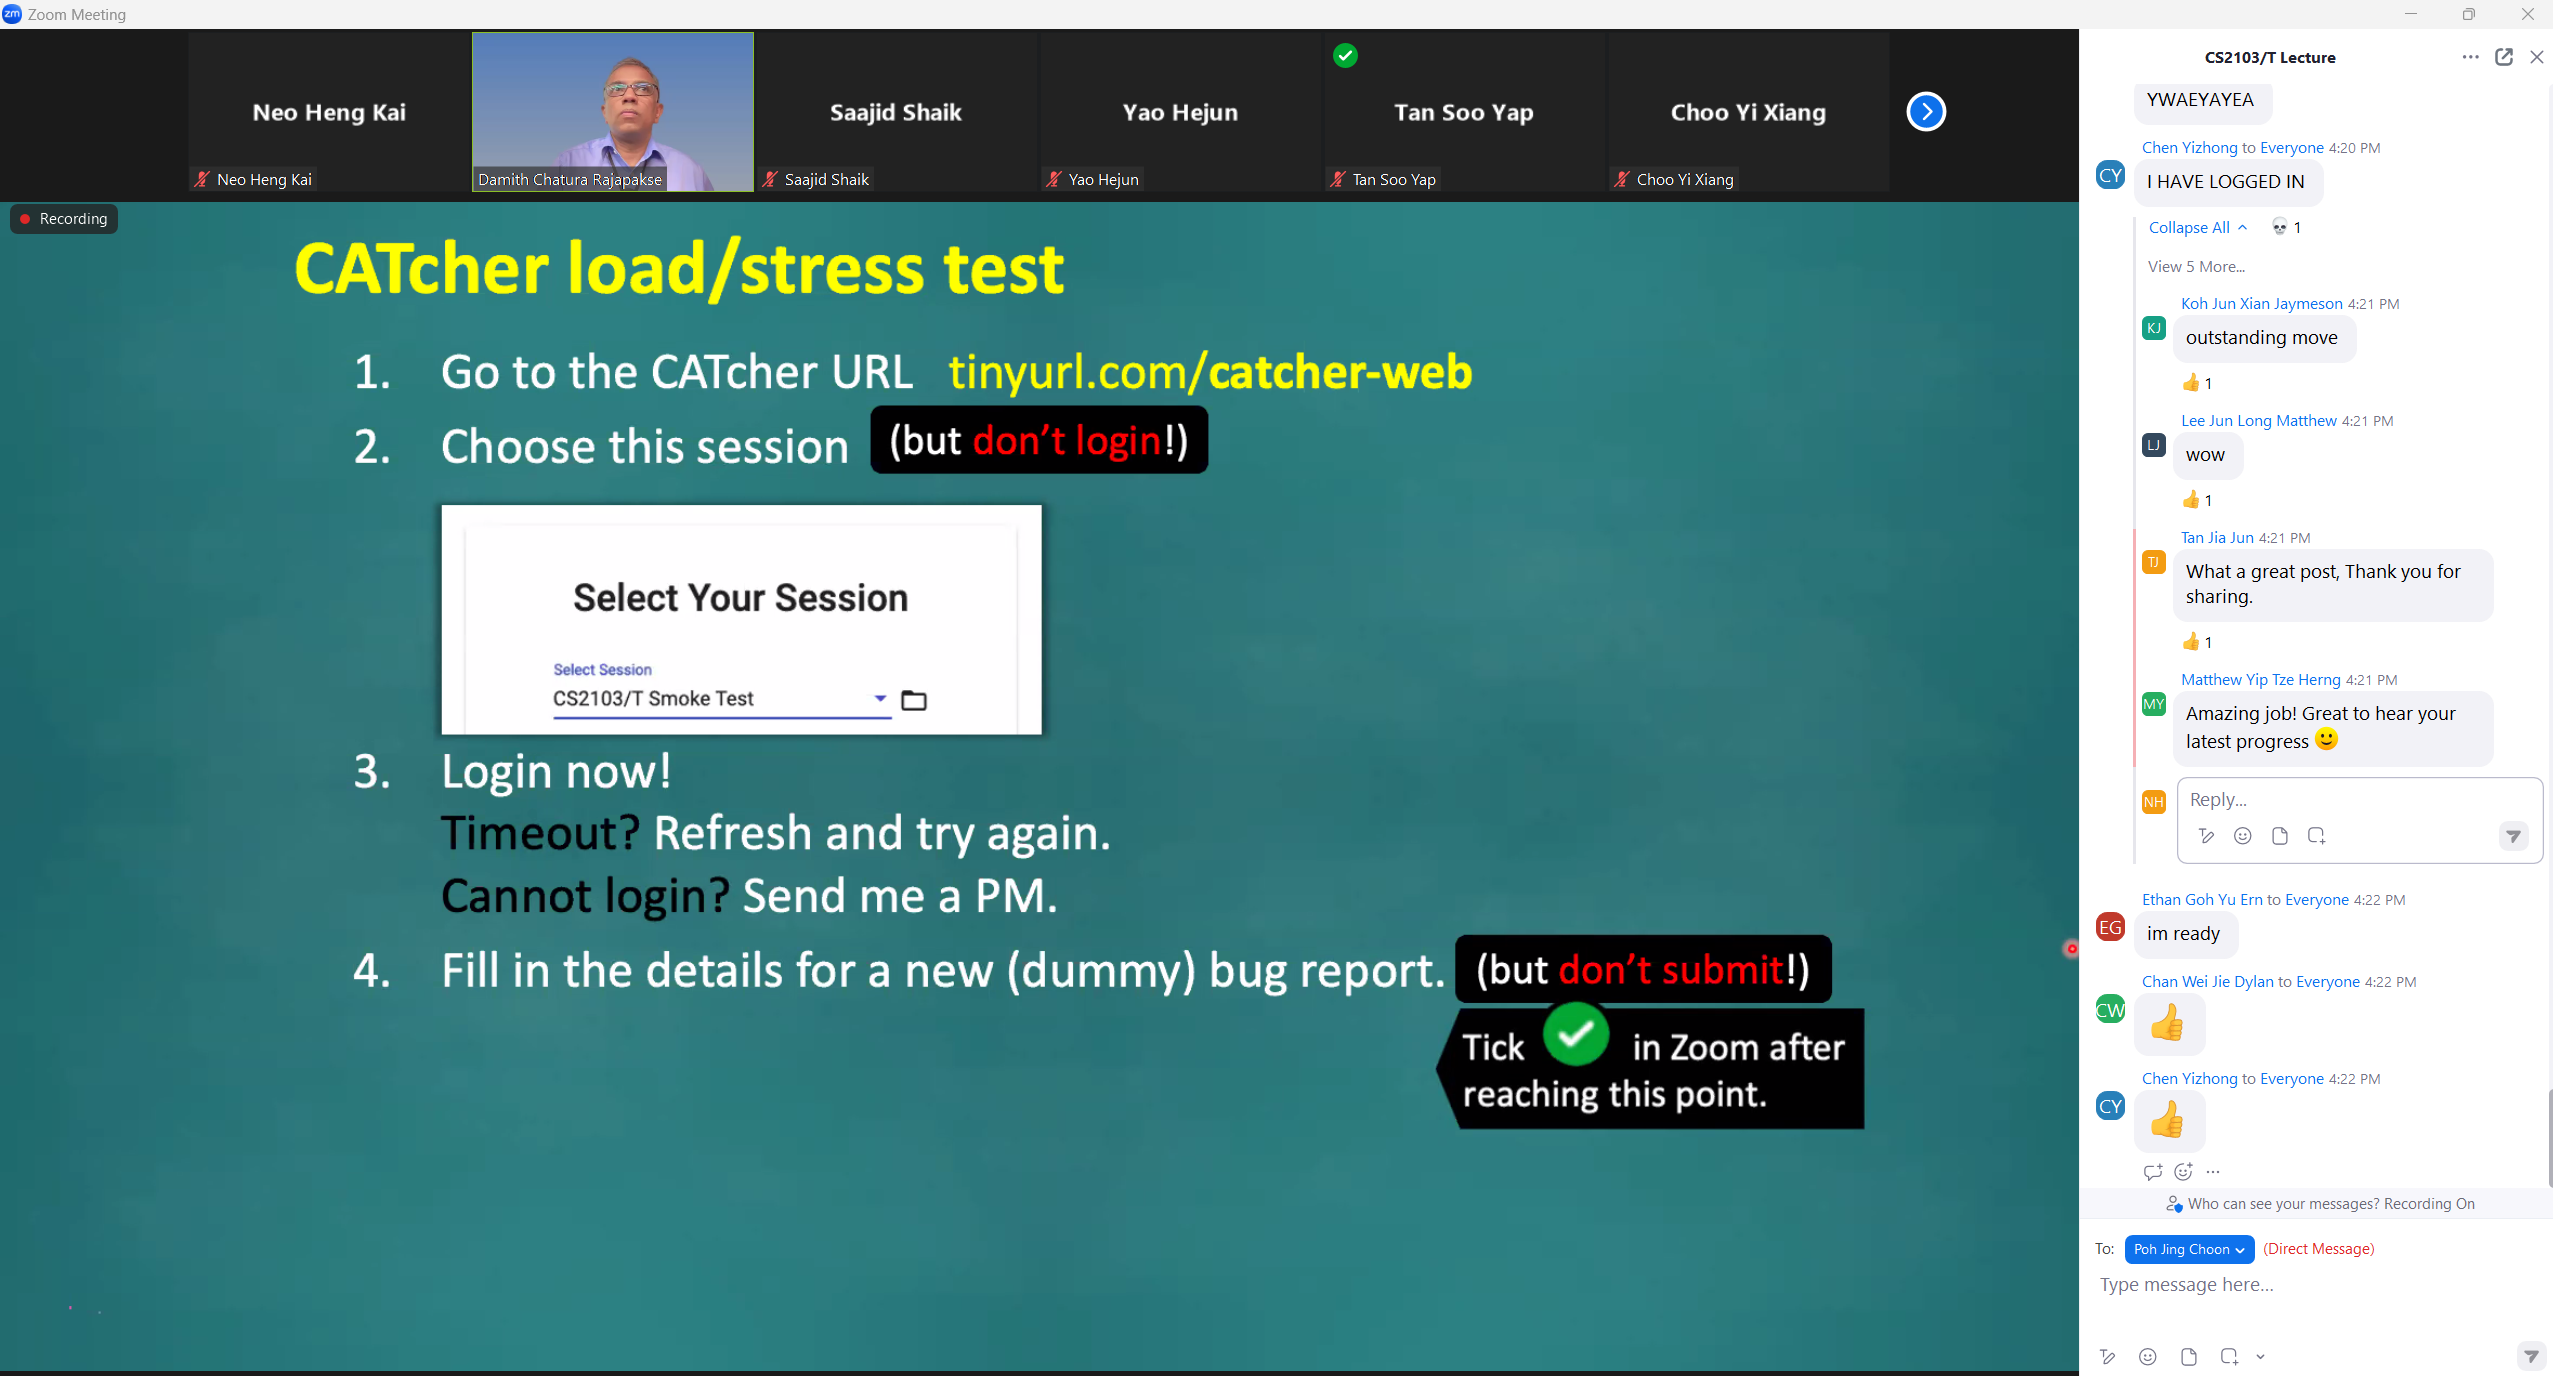 zm Zoom Meeting
Neo Heng Kai
Saajid Shaik
Yao Hejun
Tan Soo Yap
Choo Yi Xiang
Neo Heng Kai
Damith Chatura Rajapakse
Saajid Shaik
Yao Hejun
Tan Soo Yap
Choo Yi Xiang
Recording
CATcher load/stress test
1. Go to the CATcher URL tinyurl.com/catcher-web
2. Choose this session (but don't login!)
Select Your Session
Select Session
CS2103/T Smoke Test
3. Login now!
Timeout? Refresh and try again.
Cannot login? Send me a PM.
4. Fill in the details for a new (dummy) bug report. (but don't submit!)
Tick in Zoom after
reaching this point.
CS2103/T Lecture
YWAEYAYEA
Chen Yizhong to Everyone 4:20 PM
CY
I HAVE LOGGED IN
Collapse All 💀 1
View 5 More...
Koh Jun Xian Jaymeson 4:21 PM
KJ
outstanding move
👍 1
Lee Jun Long Matthew 4:21 PM
LJ
wow
👍 1
Tan Jia Jun 4:21 PM
TJ
What a great post, Thank you for
sharing.
👍 1
Matthew Yip Tze Herng 4:21 PM
MY
Amazing job! Great to hear your
latest progress 🙂
NH
Reply...
Ethan Goh Yu Ern to Everyone 4:22 PM
EG
im ready
Chan Wei Jie Dylan to Everyone 4:22 PM
CW
👍
Chen Yizhong to Everyone 4:22 PM
CY
👍
Who can see your messages? Recording On
To: Poh Jing Choon (Direct Message)
Type message here...